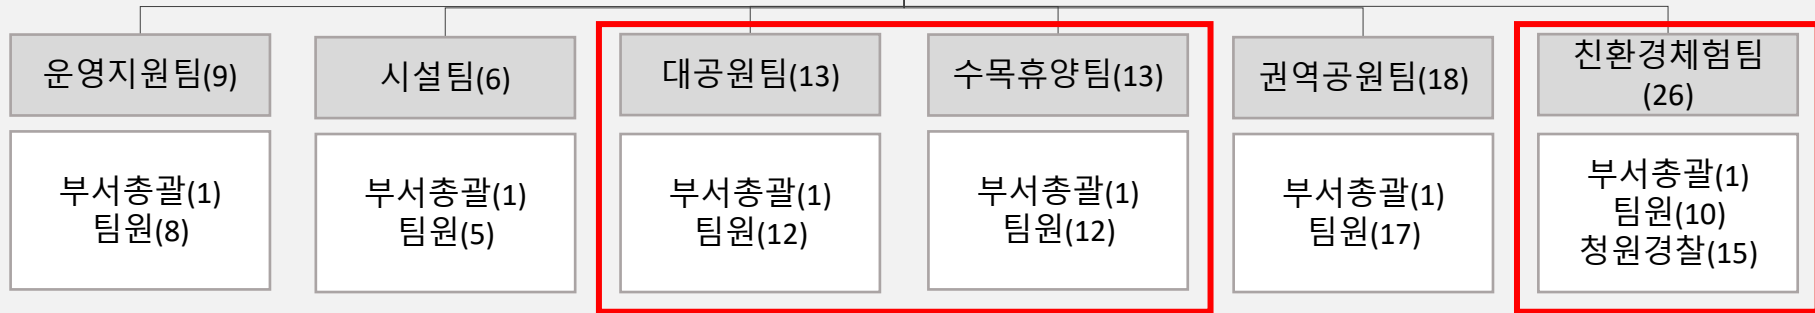 운영지원팀(9)
부서총괄(1)
팀원(8)
시설팀(6)
부서총괄(1)
팀원(5)
대공원팀(13)
부서총괄(1)
팀원(12)
수목휴양팀(13)
부서총괄(1)
팀원(12)
권역공원팀(18)
부서총괄(1)
팀원(17)
친환경체험팀
(26)
부서총괄(1)
팀원(10)
청원경찰(15)